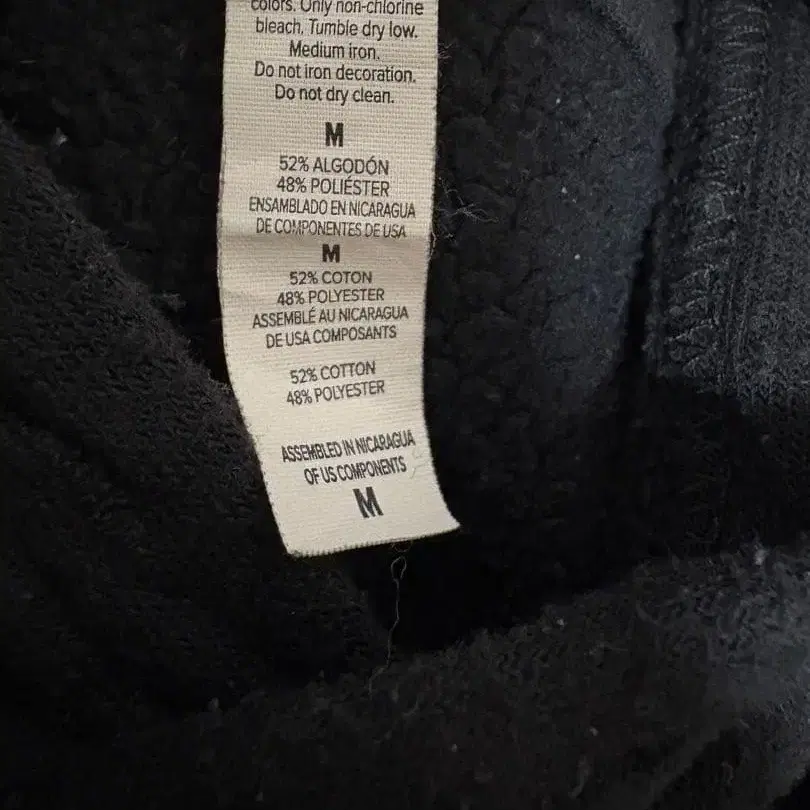 colors. Only non-chlorine
bleach. Tumble dry low.
Medium iron.
Do not iron decoration.
Do not dry clean.
M
52% ALGODÓN
48% POLIÉSTER
ENSAMBLADO EN NICARAGUA
DE COMPONENTES DE USA
M
52% COTON
48% POLYESTER
ASSEMBLÉ AU NICARAGUA
DE USA COMPOSANTS
52% COTTON
48% POLYESTER
ASSEMBLED IN NICARAGUA
OF US COMPONENTS
M